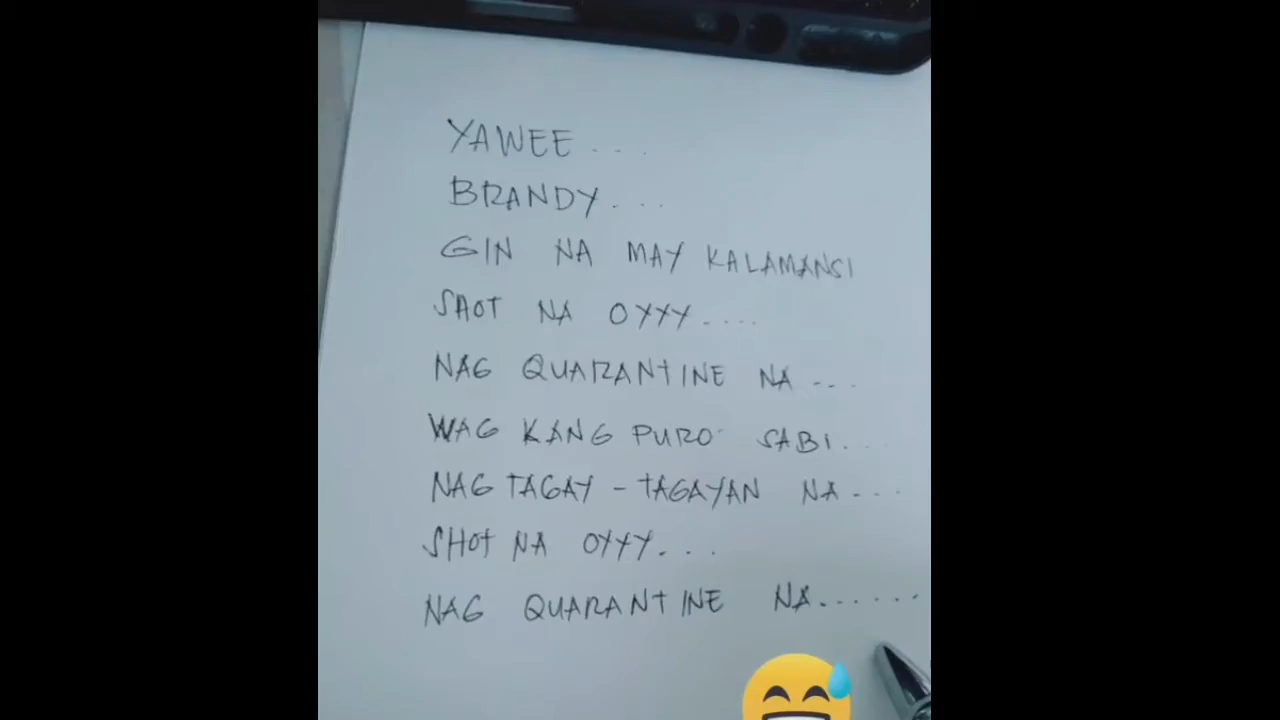 YAWEE ...
BRANDY ...
GIN NA MAY KALAMANSI
SHOT NA OYYY ....
NAG QUARANTINE NA ...
WAG KANG PURO SABI ...
NAG TAGAY - TAGAYAN NA ...
SHOT NA OYYY ...
NAG QUARANTINE NA ......